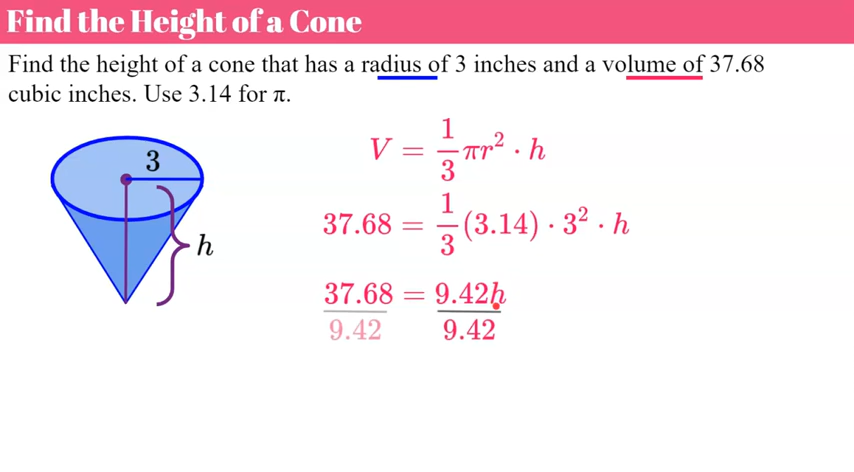 Find the Height of a Cone
Find the height of a cone that has a radius of 3 inches and a volume of 37.68
cubic inches. Use 3.14 for π.
3
h
V = 1/3 πr² · h
37.68 = 1/3 (3.14) · 3² · h
37.68 = 9.42h
9.42 9.42